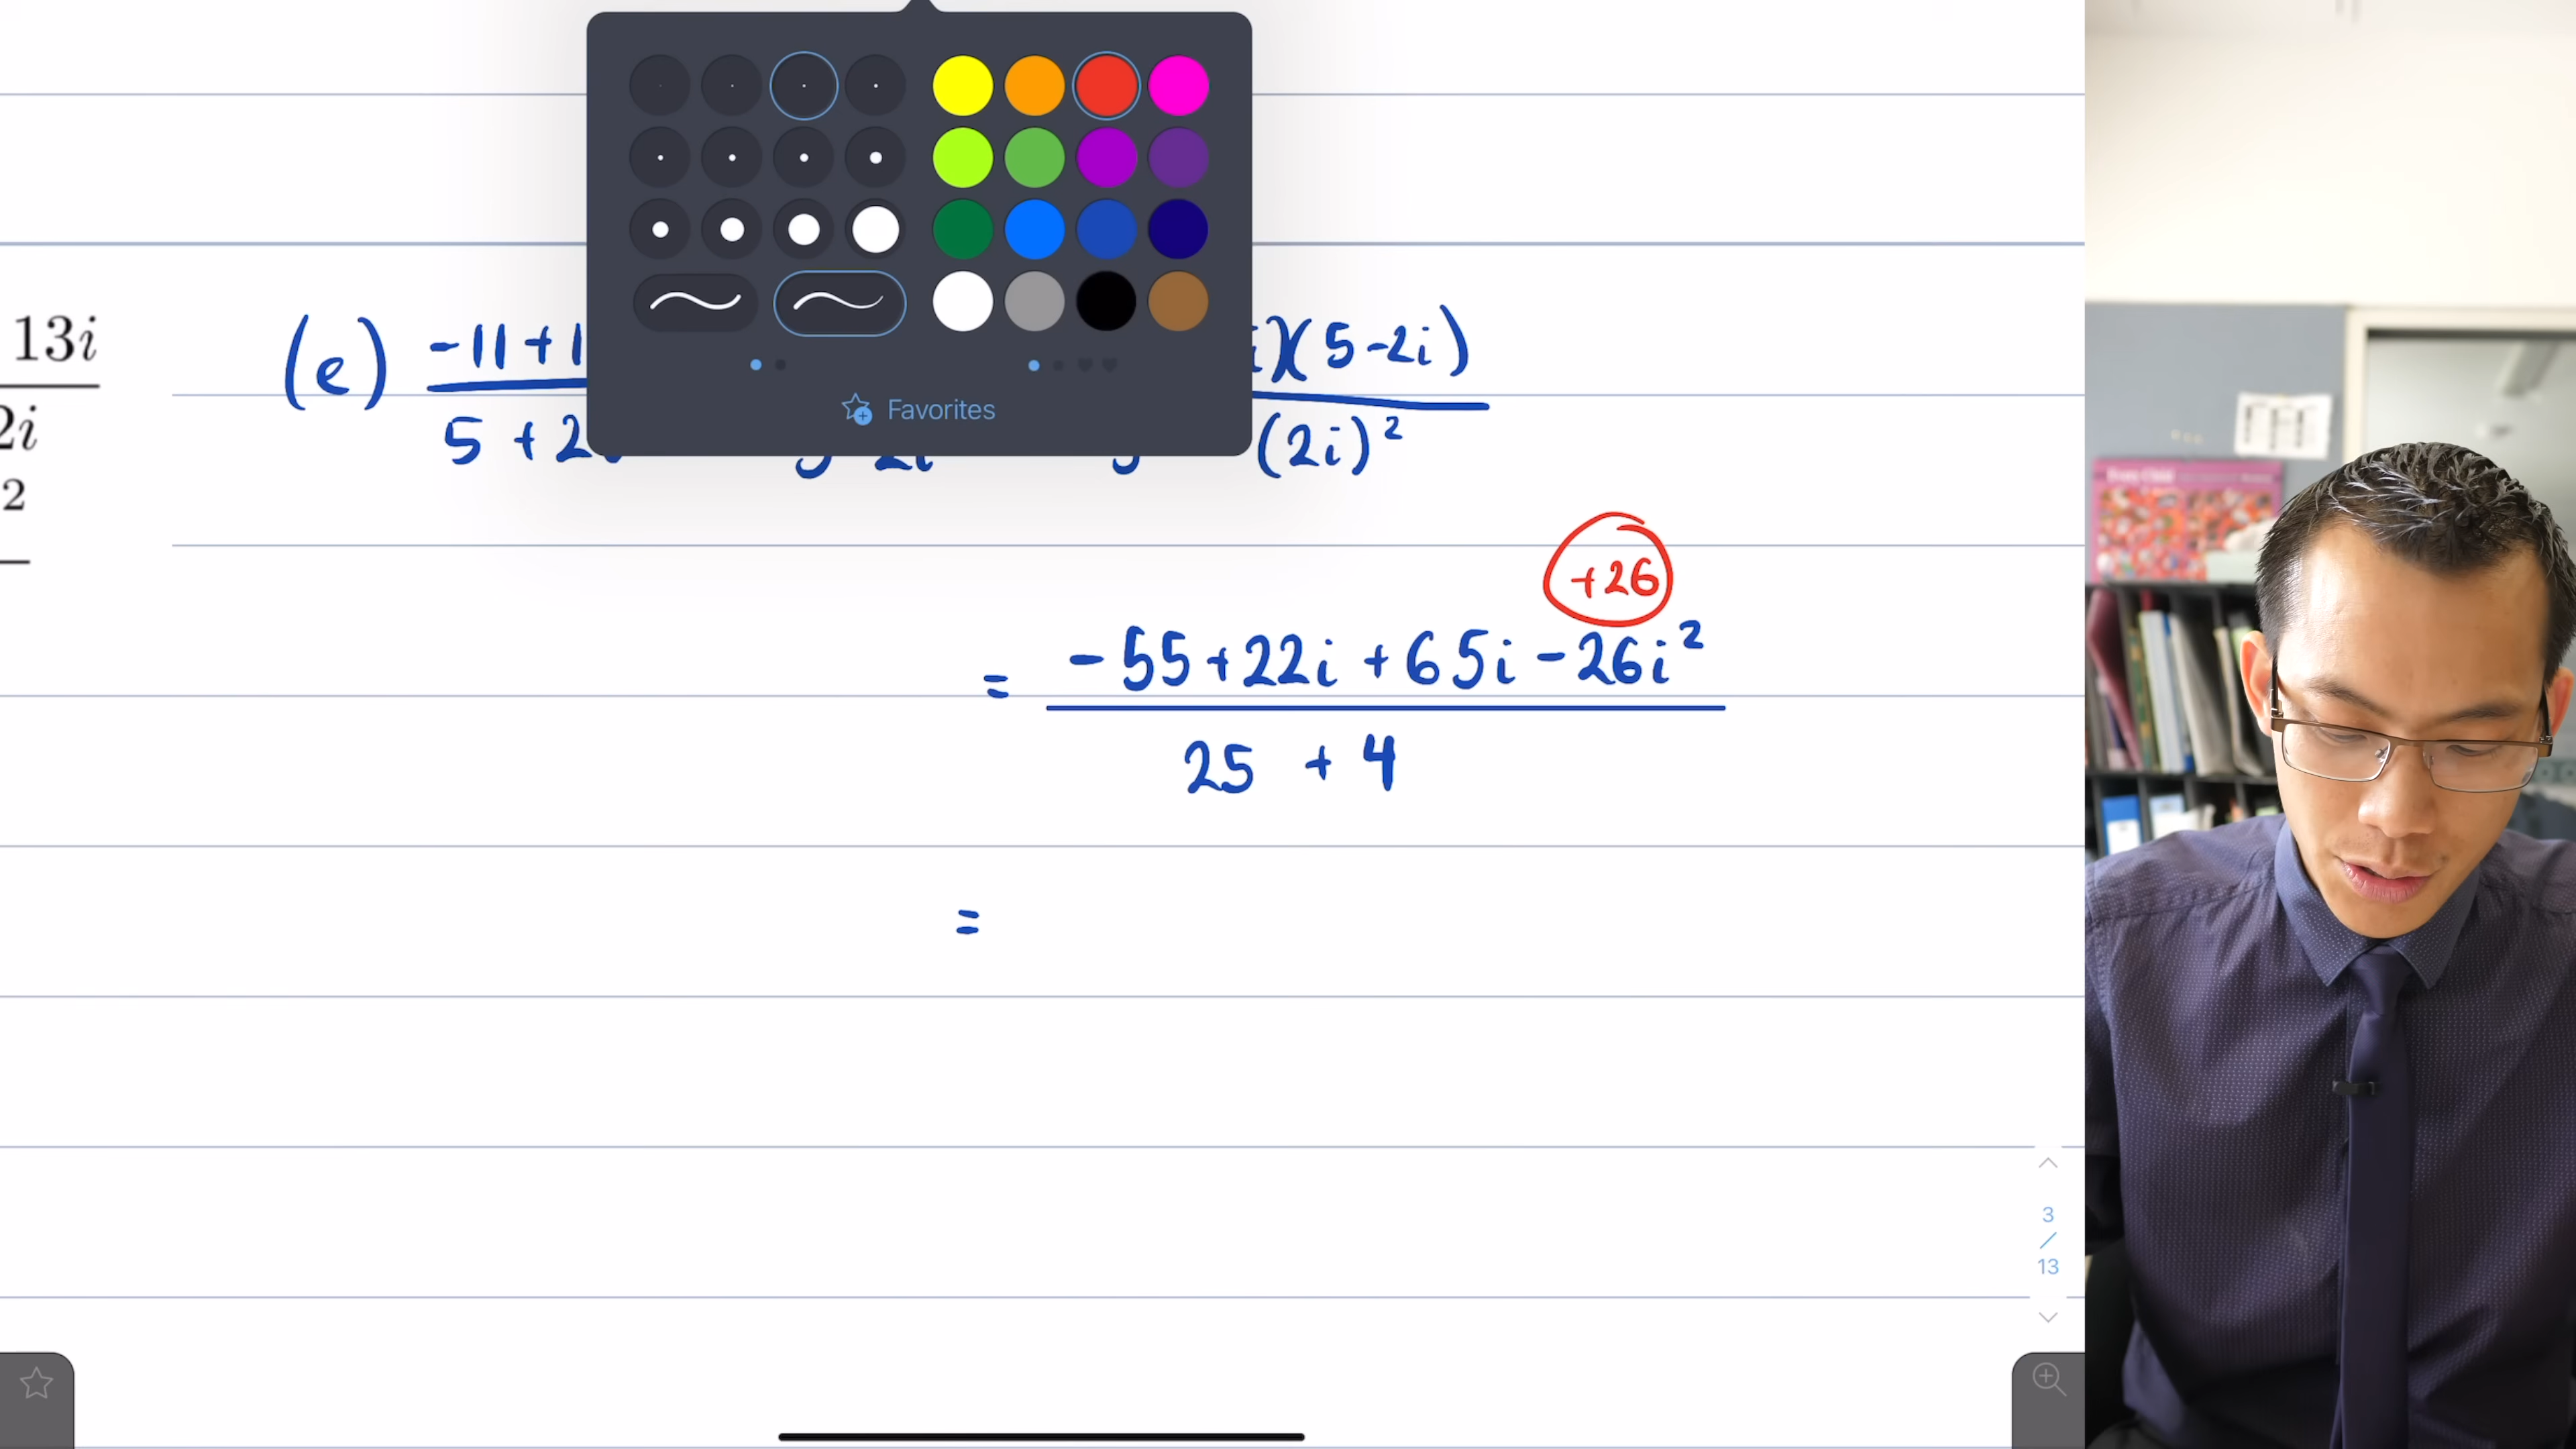 13i
2i
2
(e) -11+1
5 + 2
i)(5-2i)
(2i)²
Favorites
+26
= -55+22i+65i-26i²
25 + 4
=
3
/
13